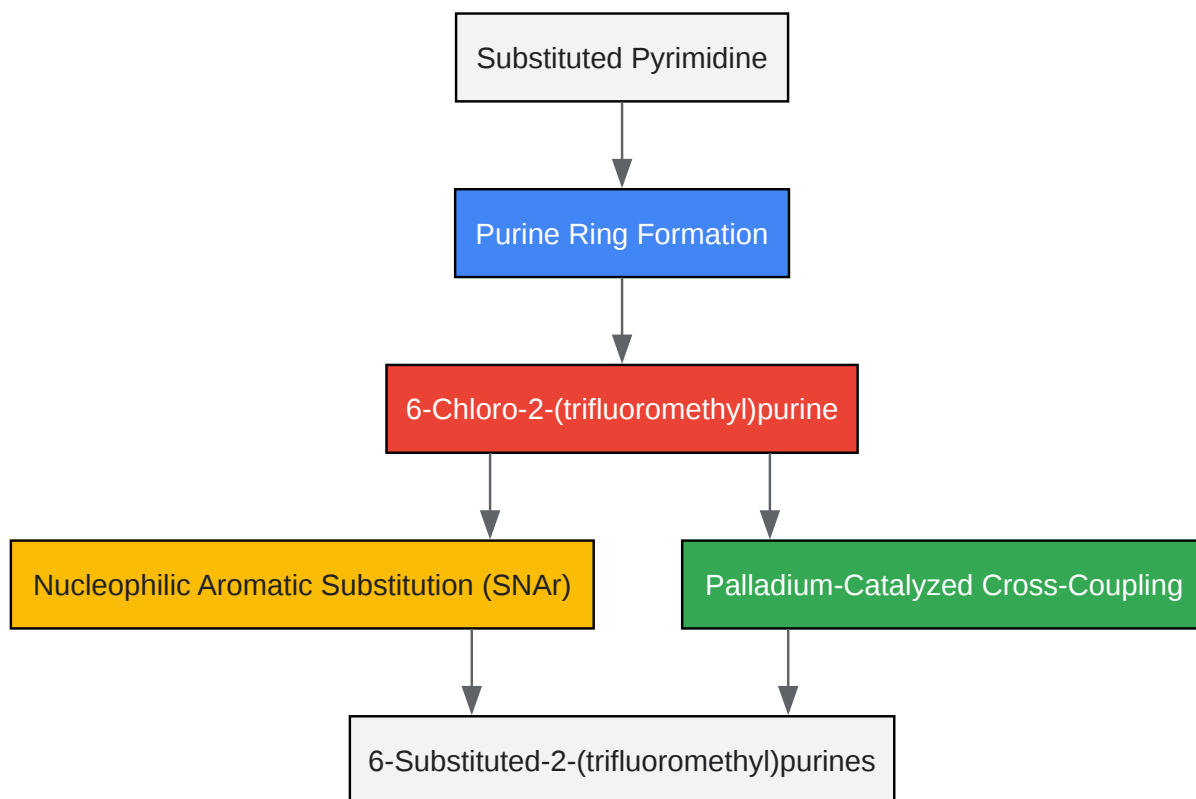 Substituted Pyrimidine
Purine Ring Formation
6-Chloro-2-(trifluoromethyl)purine
Nucleophilic Aromatic Substitution (SNAr)
Palladium-Catalyzed Cross-Coupling
6-Substituted-2-(trifluoromethyl)purines